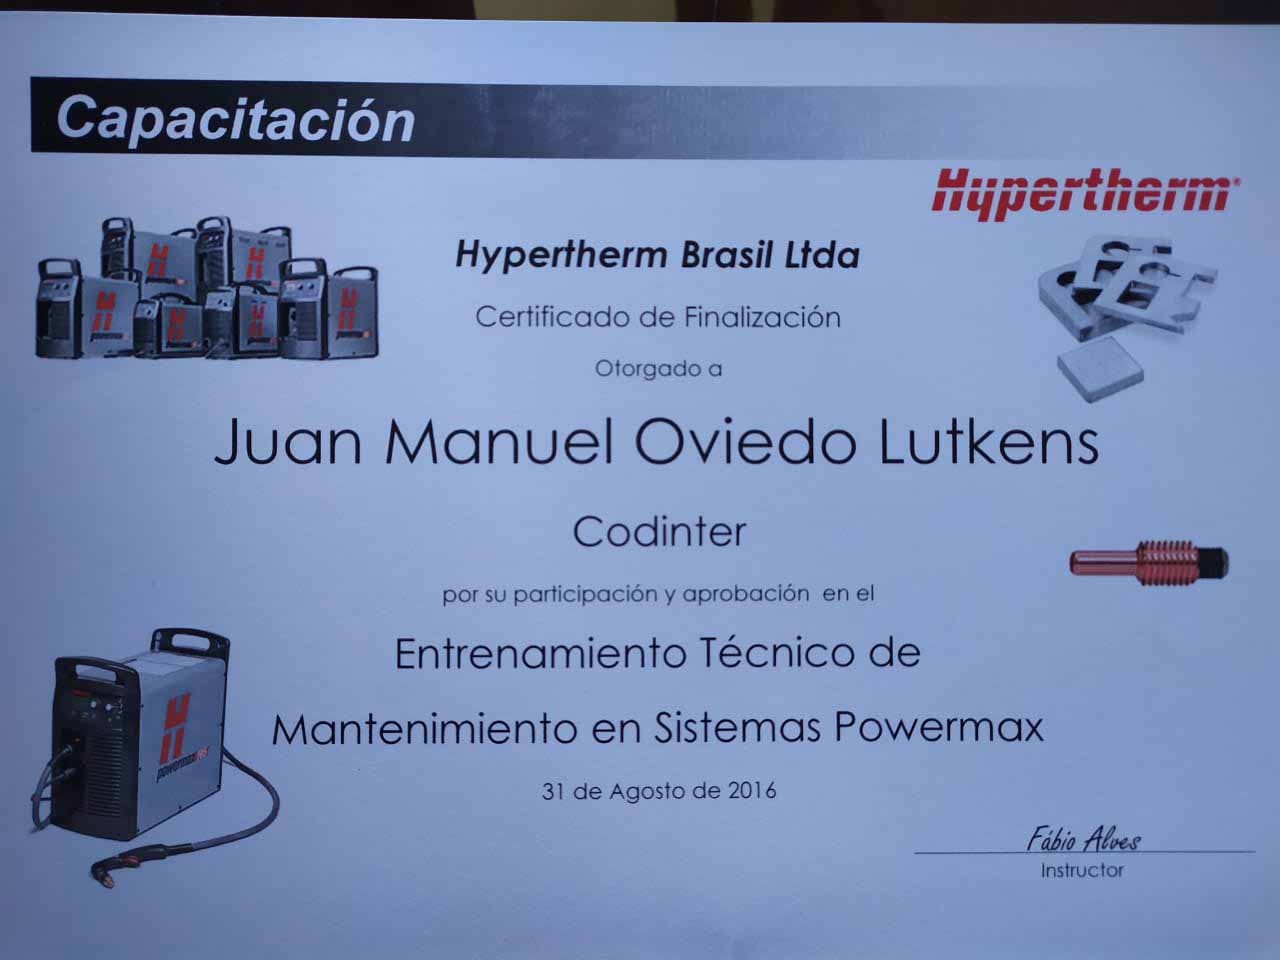 Capacitación
Hypertherm®
Hypertherm Brasil Ltda
Certificado de Finalización
Otorgado a
Juan Manuel Oviedo Lutkens
Codinter
por su participación y aprobación en el
Entrenamiento Técnico de
Mantenimiento en Sistemas Powermax
31 de Agosto de 2016
Fábio Alves
Instructor